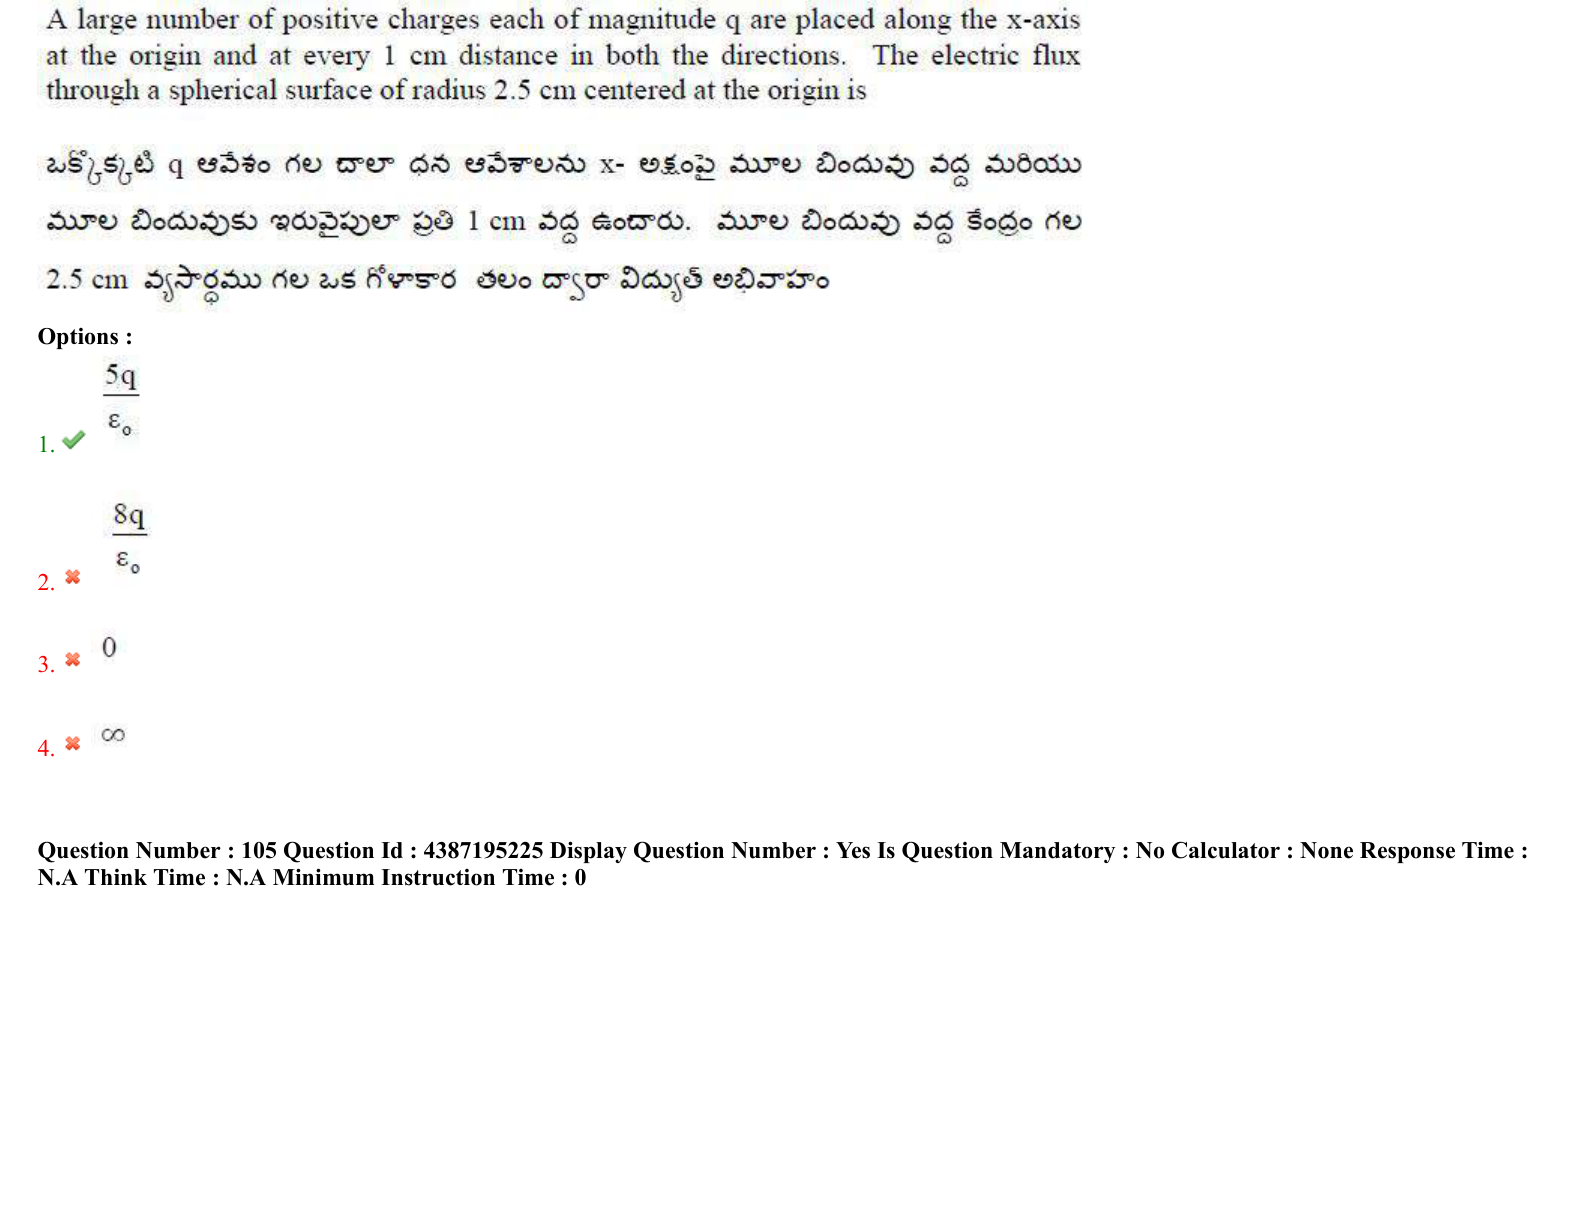 A large number of positive charges each of magnitude q are placed along the x-axis
at the origin and at every 1 cm distance in both the directions. The electric flux
through a spherical surface of radius 2.5 cm centered at the origin is
ఒక్కొక్కటి q ఆవేశం గల చాలా ధన ఆవేశాలను x- అక్షంపై మూల బిందువు వద్ద మరియు
మూల బిందువుకు ఇరువైపులా ప్రతి 1 cm వద్ద ఉంచారు. మూల బిందువు వద్ద కేంద్రం గల
2.5 cm వ్యసార్ధము గల ఒక గోళాకార తలం ద్వారా విద్యుత్ అభివాహం
Options :
5q
ε₀
1.
8q
ε₀
2.
0
3.
∞
4.
Question Number : 105 Question Id : 4387195225 Display Question Number : Yes Is Question Mandatory : No Calculator : None Response Time :
N.A Think Time : N.A Minimum Instruction Time : 0